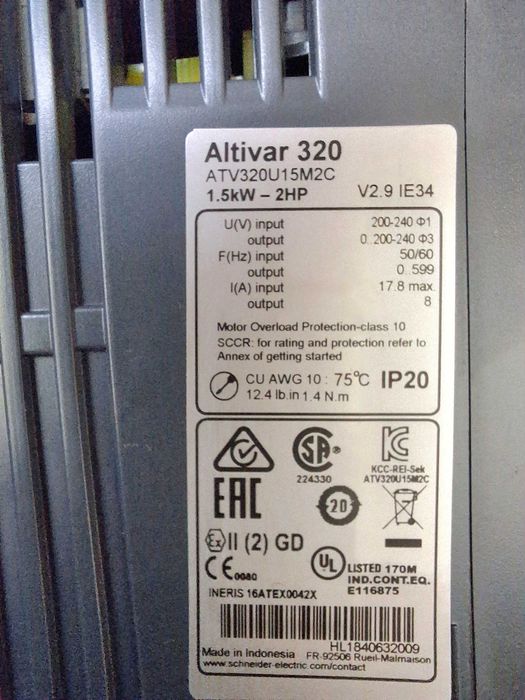 Altivar 320
ATV320U15M2C
1.5kW – 2HP V2.9 IE34
U(V) input 200-240 Φ1
output 0..200-240 Φ3
F(Hz) input 50/60
output 0..599
I(A) input 17.8 max.
output 8
Motor Overload Protection-class 10
SCCR: for rating and protection refer to
Annex of getting started
CU AWG 10 : 75°C IP20
12.4 lb.in 1.4 N.m
SA ®
224330
KCC-REI-Sek
ATV320U15M2C
EAC
20
Ex II (2) GD
CE 0080
UL LISTED 170M
IND.CONT.EQ.
E116875
INERIS 16ATEX0042X
HL1840632009
Made in Indonesia FR-92506 Rueil-Malmaison
www.schneider-electric.com/contact